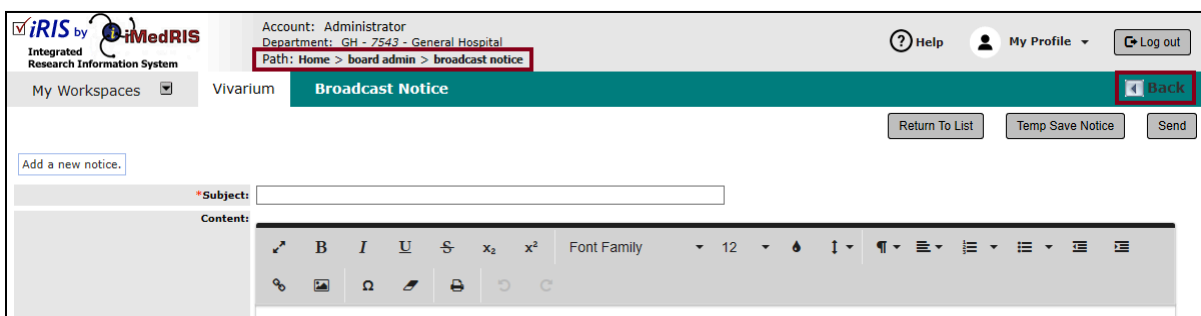 iRIS by iMedRIS
Integrated
Research Information System
Account: Administrator
Department: GH - 7543 - General Hospital
Path: Home > board admin > broadcast notice
Help
My Profile
Log out
My Workspaces
Vivarium
Broadcast Notice
Back
Return To List
Temp Save Notice
Send
Add a new notice.
*Subject:
Content:
B I U S x₂ x² Font Family 12
Ω